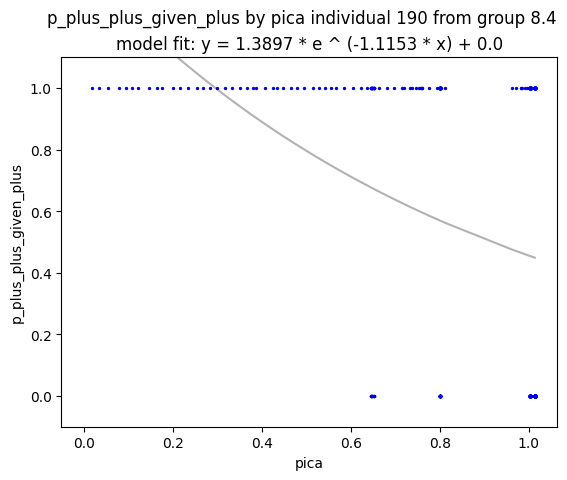 p_plus_plus_given_plus by pica individual 190 from group 8.4
model fit: y = 1.3897 * e ^ (-1.1153 * x) + 0.0
p_plus_plus_given_plus
1.0
0.8
0.6
0.4
0.2
0.0
0.0 0.2 0.4 0.6 0.8 1.0
pica